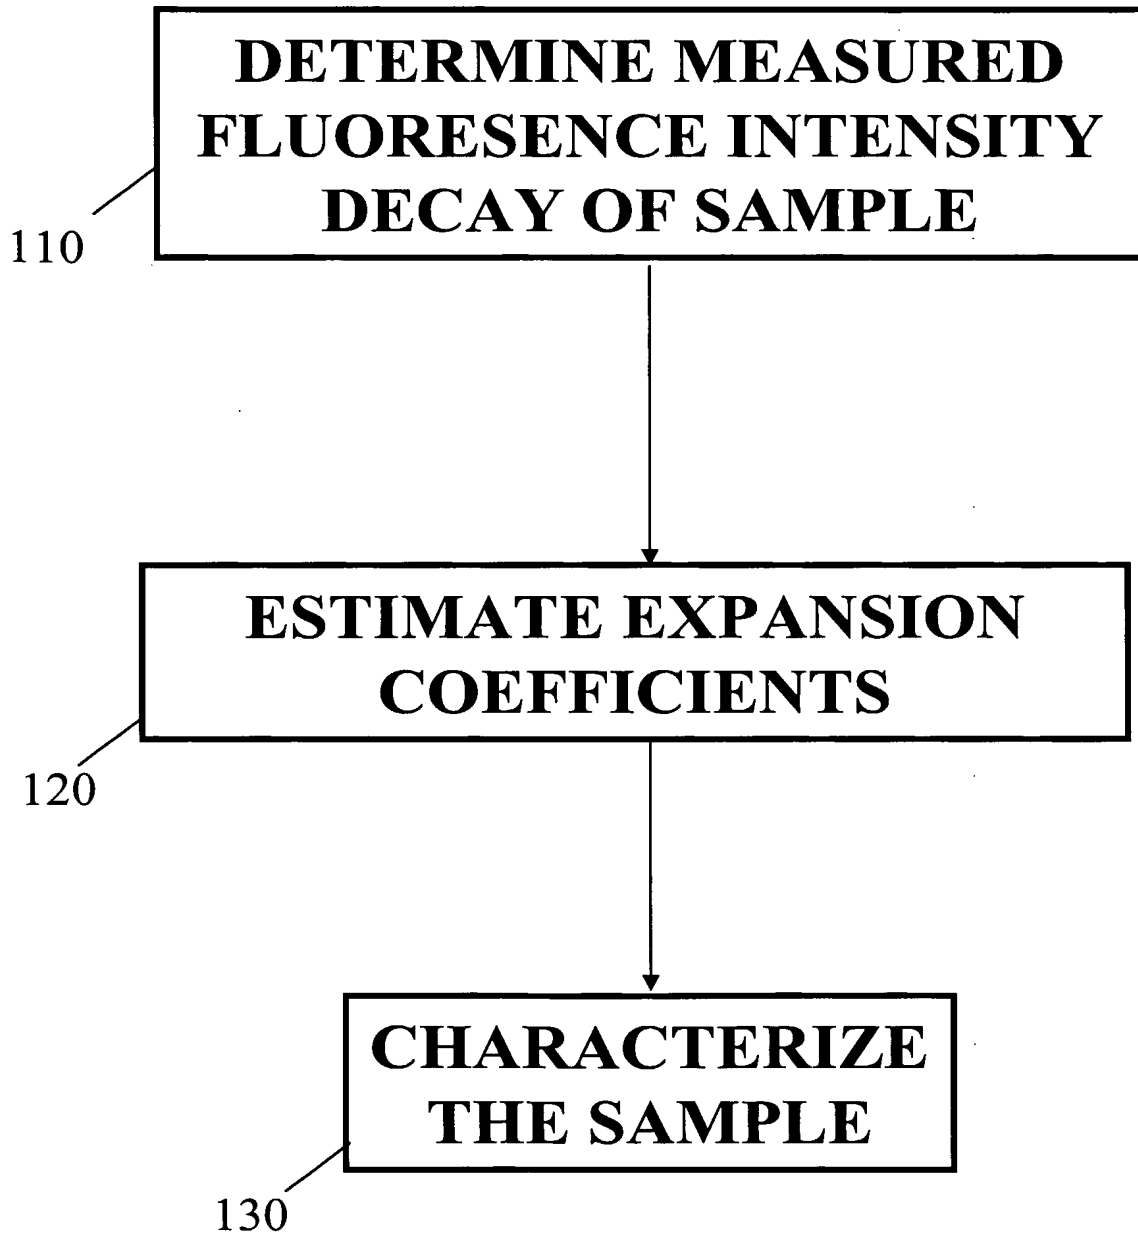 DETERMINE MEASURED
FLUORESENCE INTENSITY
DECAY OF SAMPLE
110
ESTIMATE EXPANSION
COEFFICIENTS
120
CHARACTERIZE
THE SAMPLE
130